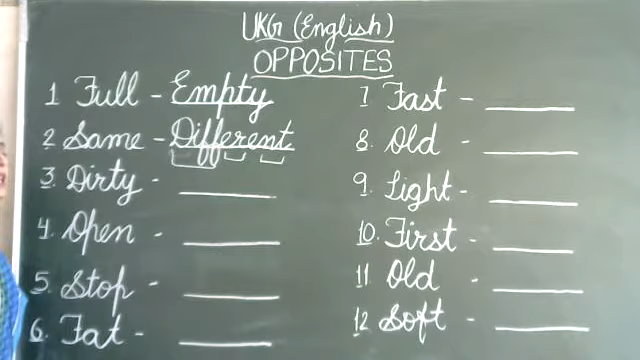 UKG (English)
OPPOSITES
1 Full - Empty
2 Same - Different
3. Dirty - ______
4. Open - ______
5. Stop - ______
6. Fat - ______
7 Fast - ______
8. Old - ______
9. Light - ______
10. First - ______
11 Old - ______
12 Soft - ______